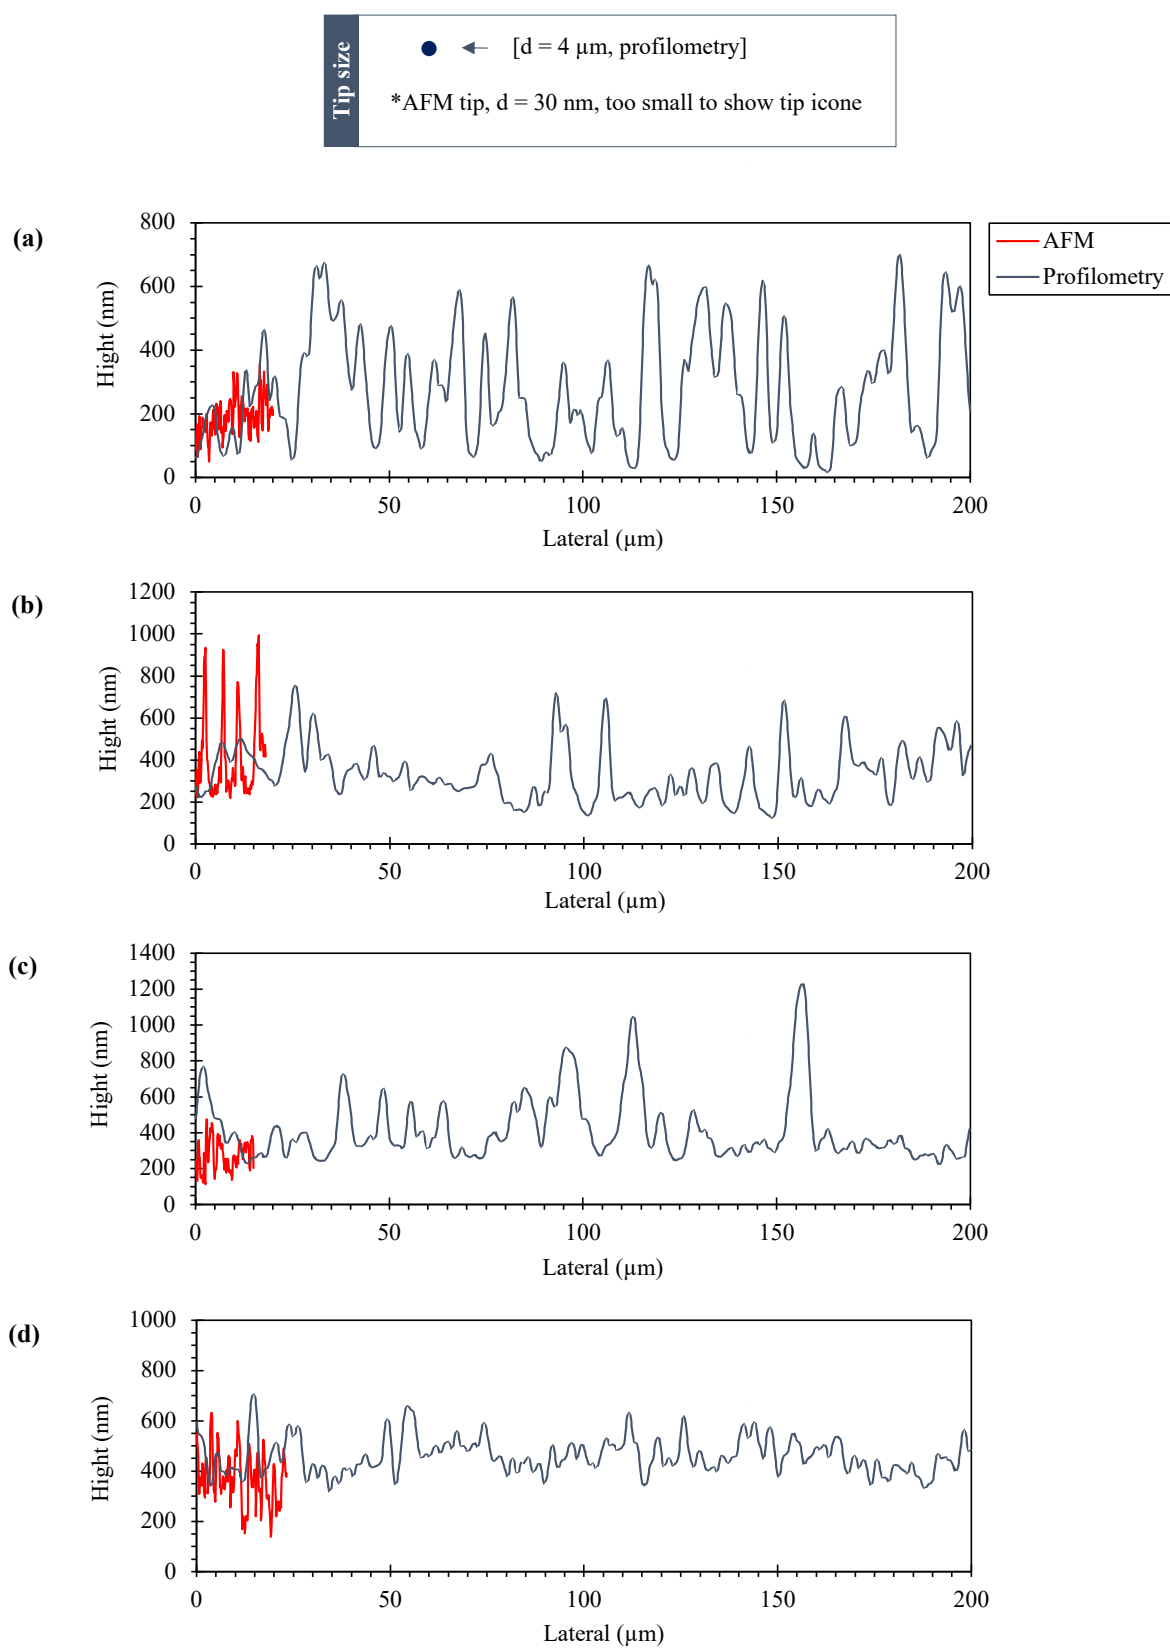 Tip size
[d = 4 µm, profilometry]
*AFM tip, d = 30 nm, too small to show tip icone
(a)
Hight (nm)
800
600
400
200
0
0 50 100 150 200
Lateral (µm)
AFM
Profilometry
(b)
Hight (nm)
1200
1000
800
600
400
200
0
0 50 100 150 200
Lateral (µm)
(c)
Hight (nm)
1400
1200
1000
800
600
400
200
0
0 50 100 150 200
Lateral (µm)
(d)
Hight (nm)
1000
800
600
400
200
0
0 50 100 150 200
Lateral (µm)